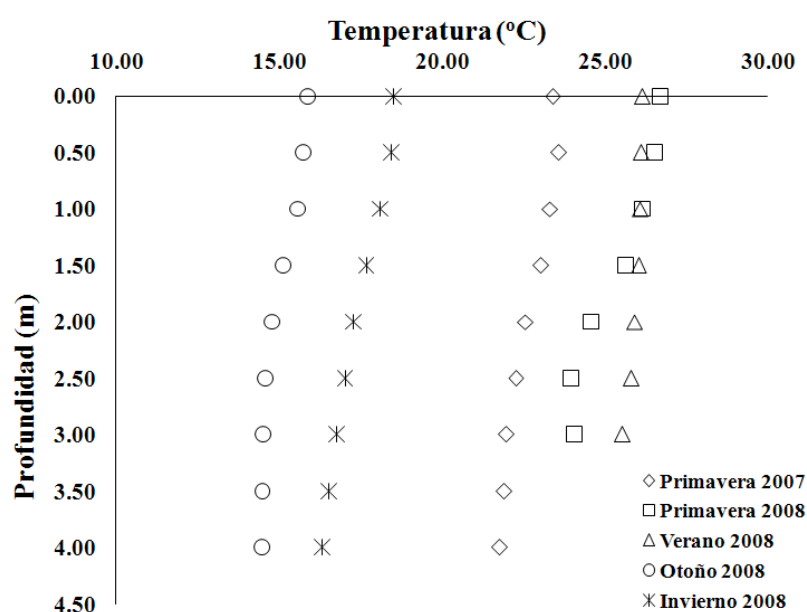 Temperatura (°C)
10.00 15.00 20.00 25.00 30.00
0.00
0.50
1.00
1.50
2.00
2.50
3.00
3.50
4.00
4.50
Profundidad (m)
Primavera 2007
Primavera 2008
Verano 2008
Otoño 2008
Invierno 2008